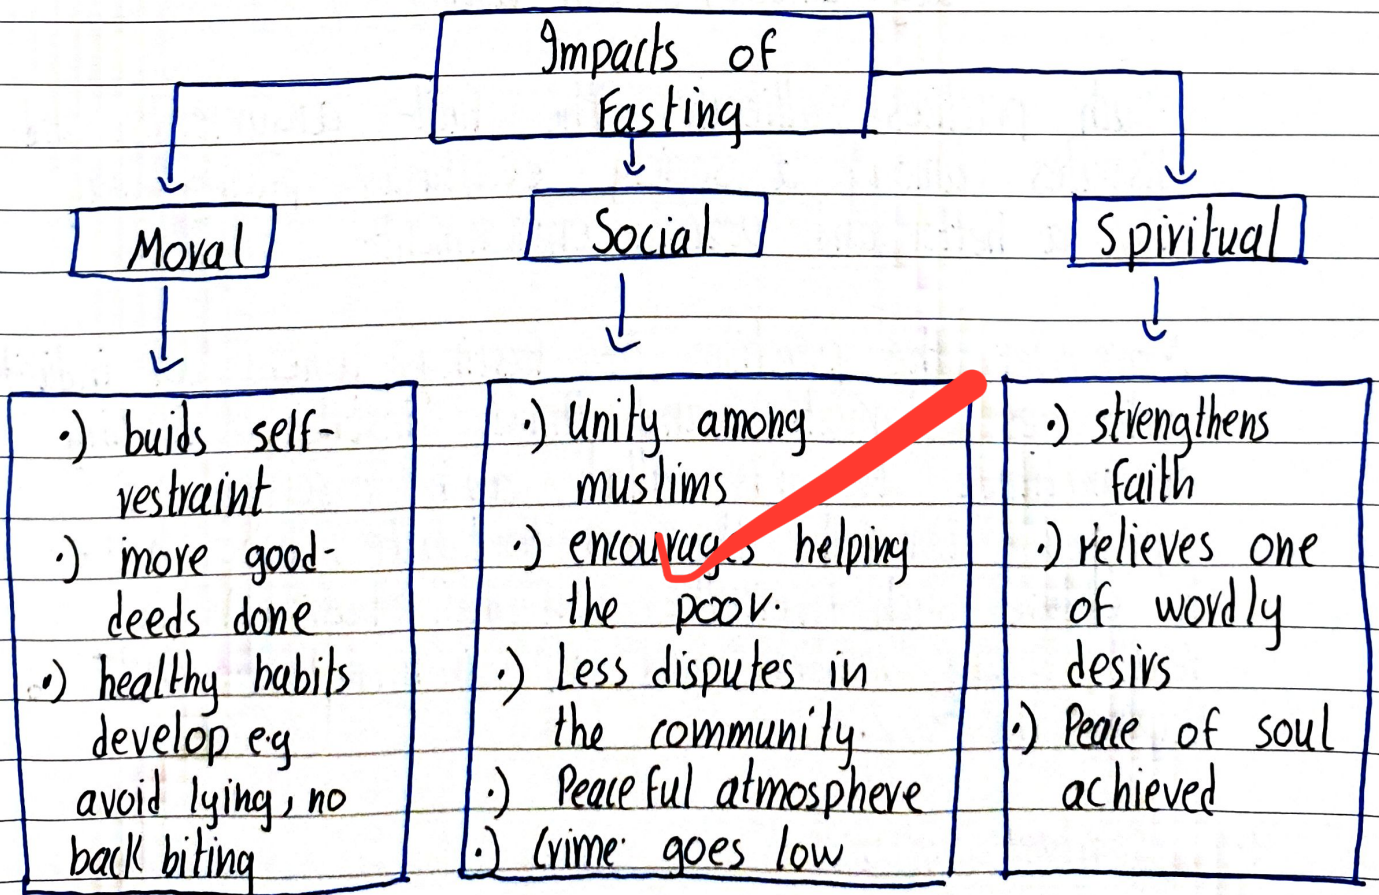 Impacts of
Fasting
Moral
Social
Spiritual
•) buids self-
restraint
•) more good-
deeds done
•) healthy habits
develop e.g
avoid lying, no
back biting
•) Unity among
muslims
•) encourages helping
the poor.
•) Less disputes in
the community.
•) Peaceful atmosphere
•) Crime goes low
•) strengthens
faith
•) relieves one
of wordly
desirs
•) Peace of soul
achieved